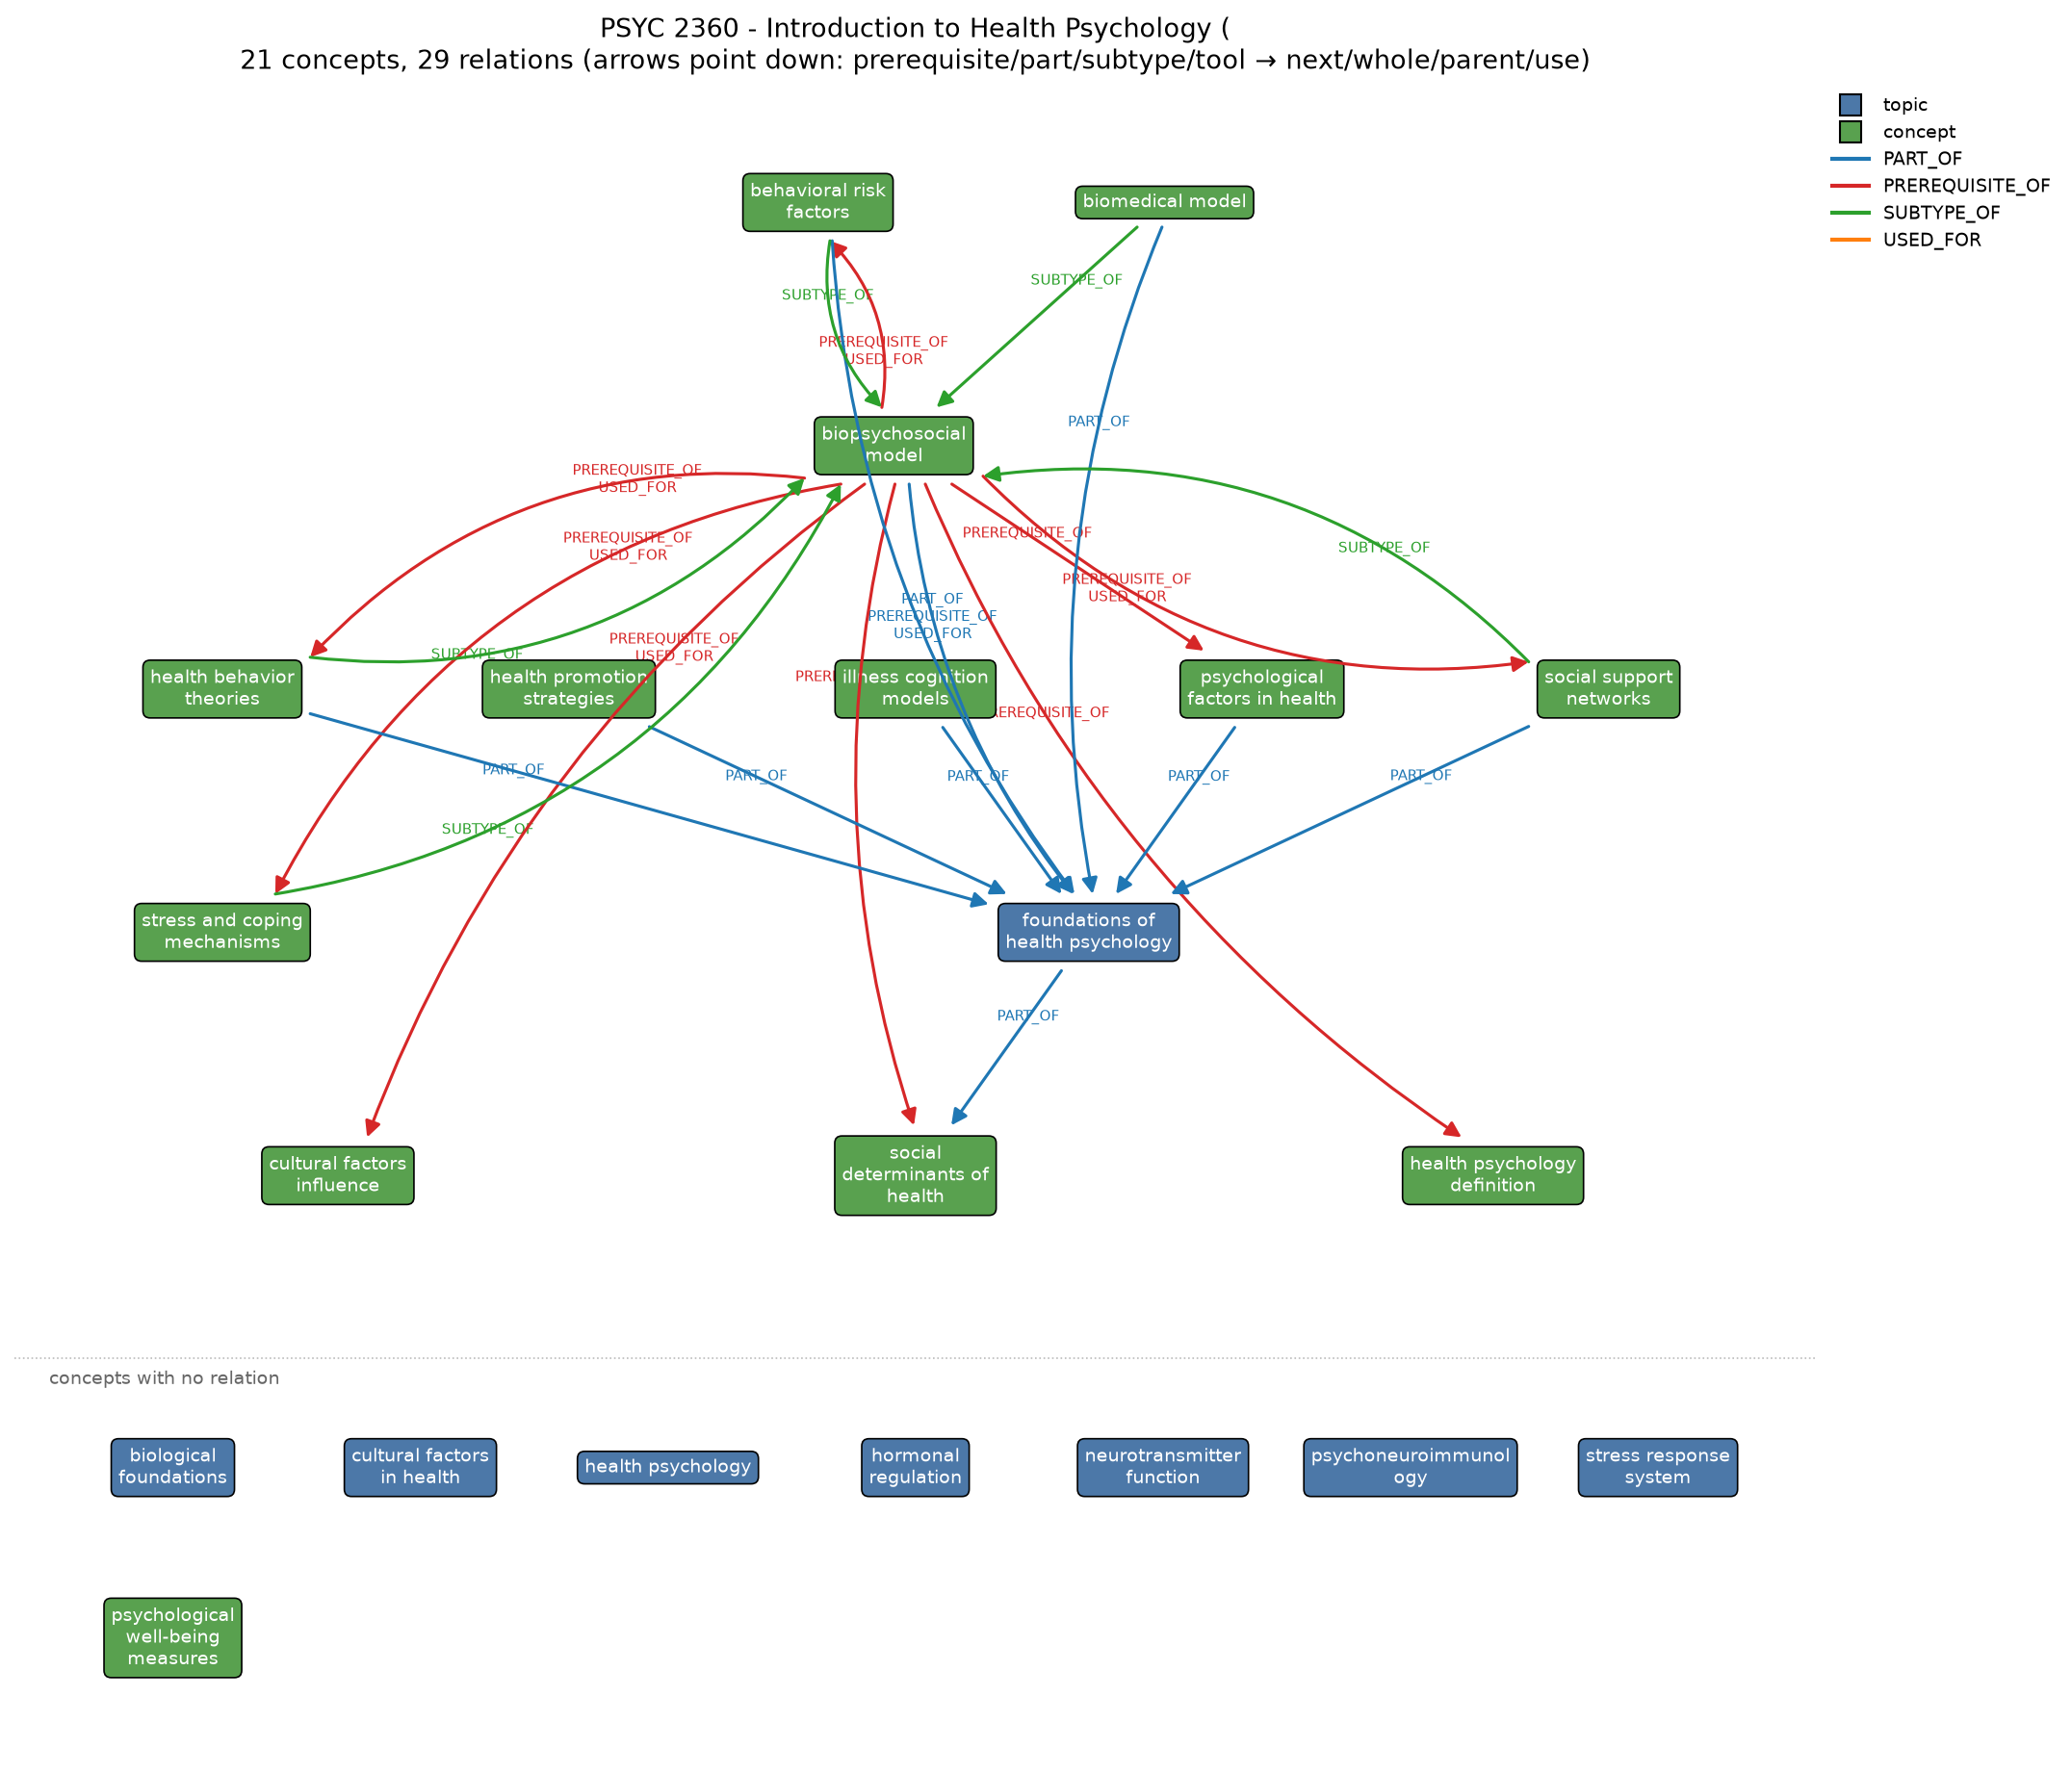 PSYC 2360 - Introduction to Health Psychology (
21 concepts, 29 relations (arrows point down: prerequisite/part/subtype/tool → next/whole/parent/use)
topic
concept
PART_OF
PREREQUISITE_OF
SUBTYPE_OF
USED_FOR
behavioral risk
factors
biomedical model
SUBTYPE_OF
SUBTYPE_OF
PREREQUISITE_OF
USED_FOR
PART_OF
biopsychosocial
model
PREREQUISITE_OF
USED_FOR
PREREQUISITE_OF
USED_FOR
PREREQUISITE_OF
SUBTYPE_OF
PREREQUISITE_OF
USED_FOR
PART_OF
PREREQUISITE_OF
USED_FOR
PREREQUISITE_OF
USED_FOR
SUBTYPE_OF
health behavior
theories
health promotion
strategies
illness cognition
models
psychological
factors in health
social support
networks
PART_OF
PART_OF
PART_OF
PART_OF
PART_OF
SUBTYPE_OF
stress and coping
mechanisms
foundations of
health psychology
PART_OF
cultural factors
influence
social
determinants of
health
health psychology
definition
concepts with no relation
biological
foundations
cultural factors
in health
health psychology
hormonal
regulation
neurotransmitter
function
psychoneuroimmunol
ogy
stress response
system
psychological
well-being
measures